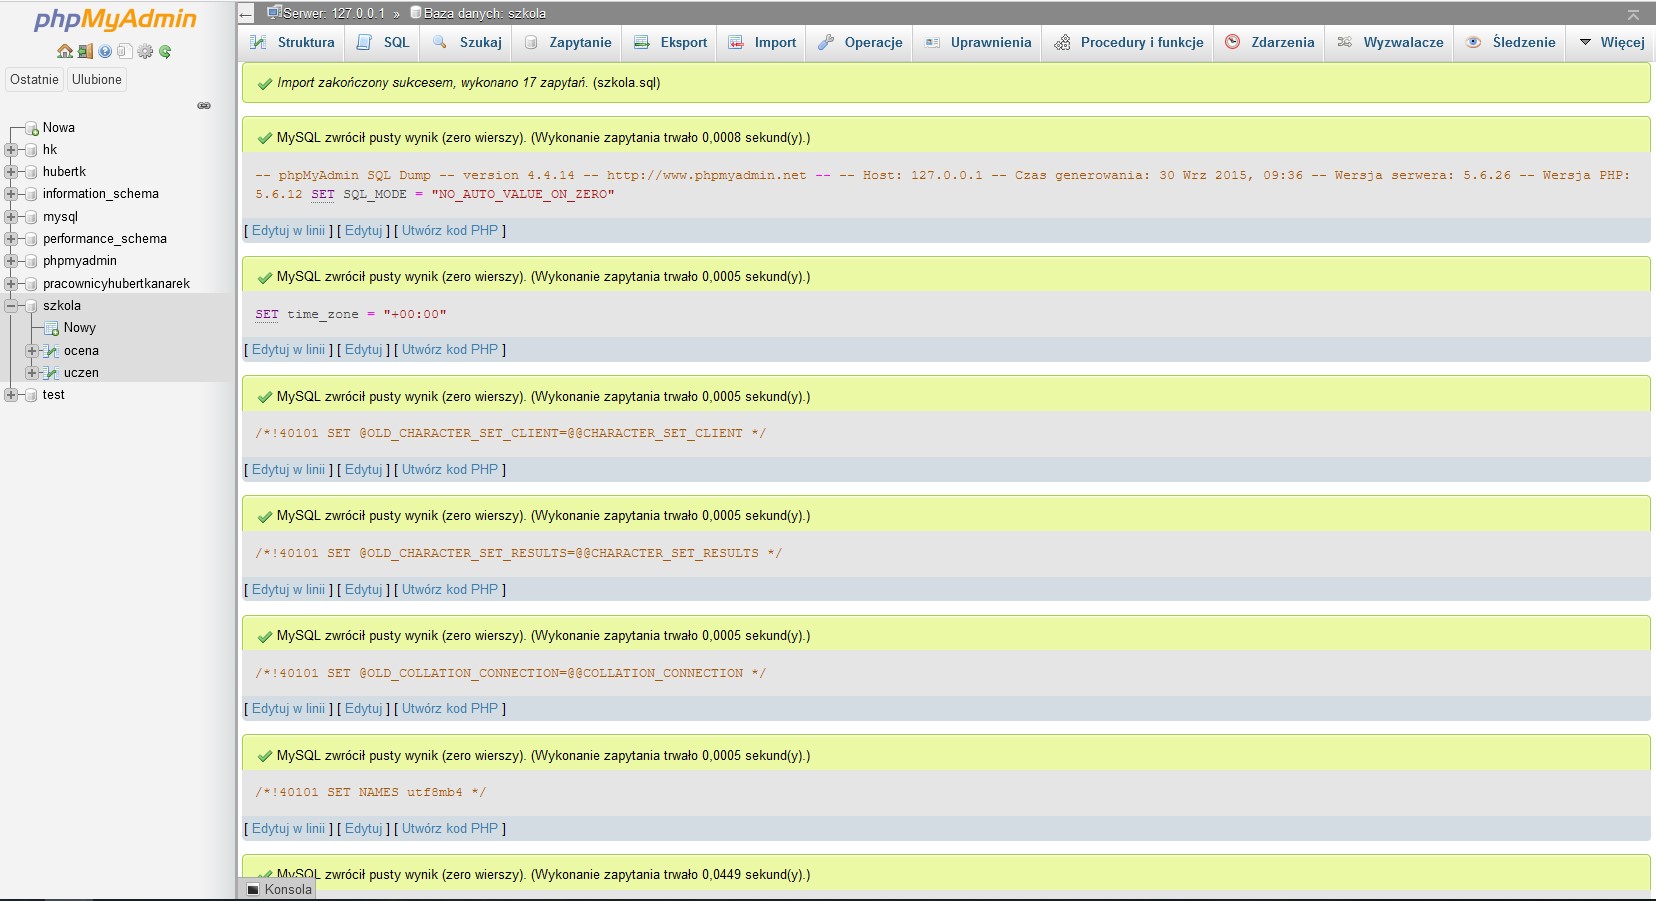 phpMyAdmin
Ostatnie Ulubione
Nowa
hk
hubertk
information_schema
mysql
performance_schema
phpmyadmin
pracownicyhubertkanarek
szkola
Nowy
ocena
uczen
test
Serwer: 127.0.0.1 » Baza danych: szkola
Struktura SQL Szukaj Zapytanie Eksport Import Operacje Uprawnienia Procedury i funkcje Zdarzenia Wyzwalacze Śledzenie Więcej
Import zakończony sukcesem, wykonano 17 zapytań. (szkola.sql)
MySQL zwrócił pusty wynik (zero wierszy). (Wykonanie zapytania trwało 0,0008 sekund(y).)
-- phpMyAdmin SQL Dump -- version 4.4.14 -- http://www.phpmyadmin.net -- -- Host: 127.0.0.1 -- Czas generowania: 30 Wrz 2015, 09:36 -- Wersja serwera: 5.6.26 -- Wersja PHP:
5.6.12 SET SQL_MODE = "NO_AUTO_VALUE_ON_ZERO"
[ Edytuj w linii ] [ Edytuj ] [ Utwórz kod PHP ]
MySQL zwrócił pusty wynik (zero wierszy). (Wykonanie zapytania trwało 0,0005 sekund(y).)
SET time_zone = "+00:00"
[ Edytuj w linii ] [ Edytuj ] [ Utwórz kod PHP ]
MySQL zwrócił pusty wynik (zero wierszy). (Wykonanie zapytania trwało 0,0005 sekund(y).)
/*!40101 SET @OLD_CHARACTER_SET_CLIENT=@@CHARACTER_SET_CLIENT */
[ Edytuj w linii ] [ Edytuj ] [ Utwórz kod PHP ]
MySQL zwrócił pusty wynik (zero wierszy). (Wykonanie zapytania trwało 0,0005 sekund(y).)
/*!40101 SET @OLD_CHARACTER_SET_RESULTS=@@CHARACTER_SET_RESULTS */
[ Edytuj w linii ] [ Edytuj ] [ Utwórz kod PHP ]
MySQL zwrócił pusty wynik (zero wierszy). (Wykonanie zapytania trwało 0,0005 sekund(y).)
/*!40101 SET @OLD_COLLATION_CONNECTION=@@COLLATION_CONNECTION */
[ Edytuj w linii ] [ Edytuj ] [ Utwórz kod PHP ]
MySQL zwrócił pusty wynik (zero wierszy). (Wykonanie zapytania trwało 0,0005 sekund(y).)
/*!40101 SET NAMES utf8mb4 */
[ Edytuj w linii ] [ Edytuj ] [ Utwórz kod PHP ]
MySQL zwrócił pusty wynik (zero wierszy). (Wykonanie zapytania trwało 0,0449 sekund(y).)
Konsola